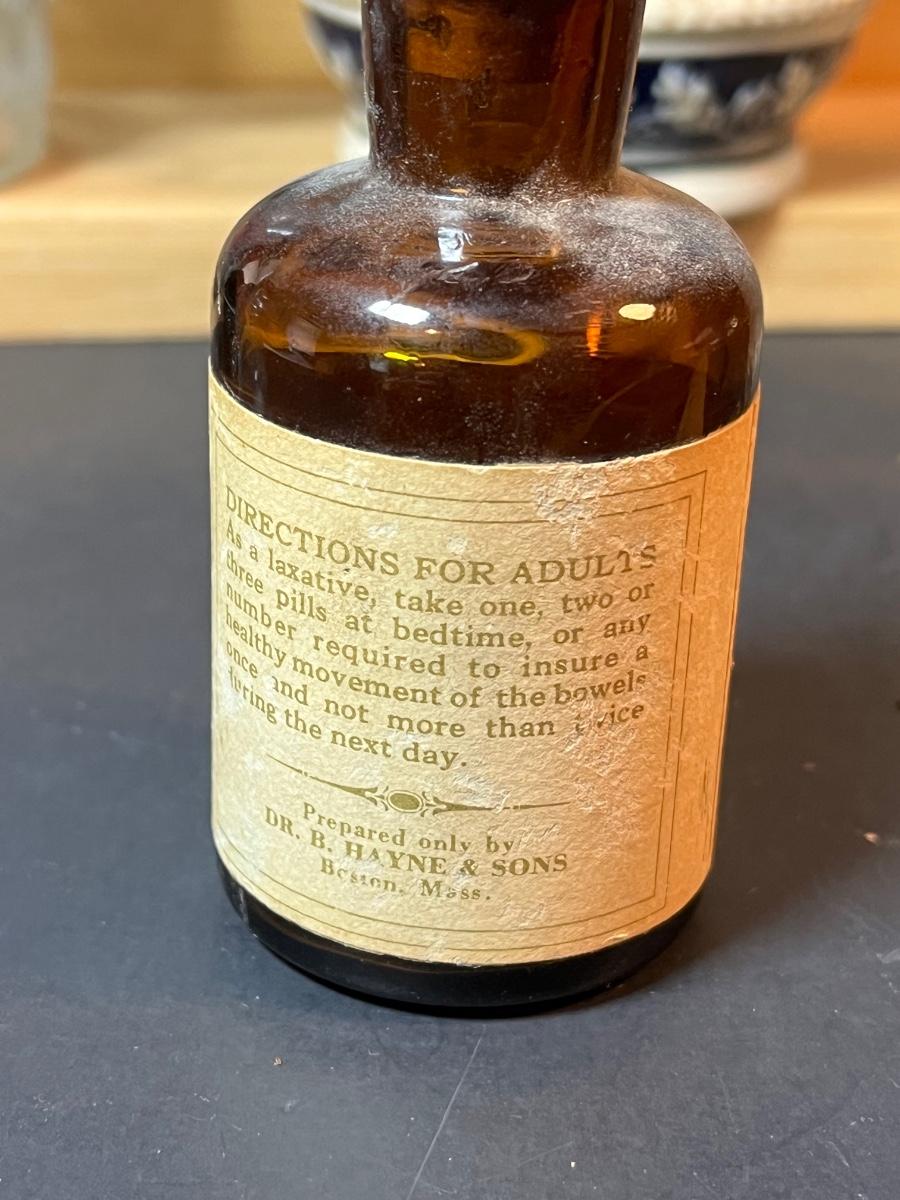 DIRECTIONS FOR ADULTS
As a laxative, take one, two or
three pills at bedtime, or any
number required to insure a
healthy movement of the bowels
once and not more than twice
during the next day.
Prepared only by
DR. B. HAYNE & SONS
Boston, Mass.